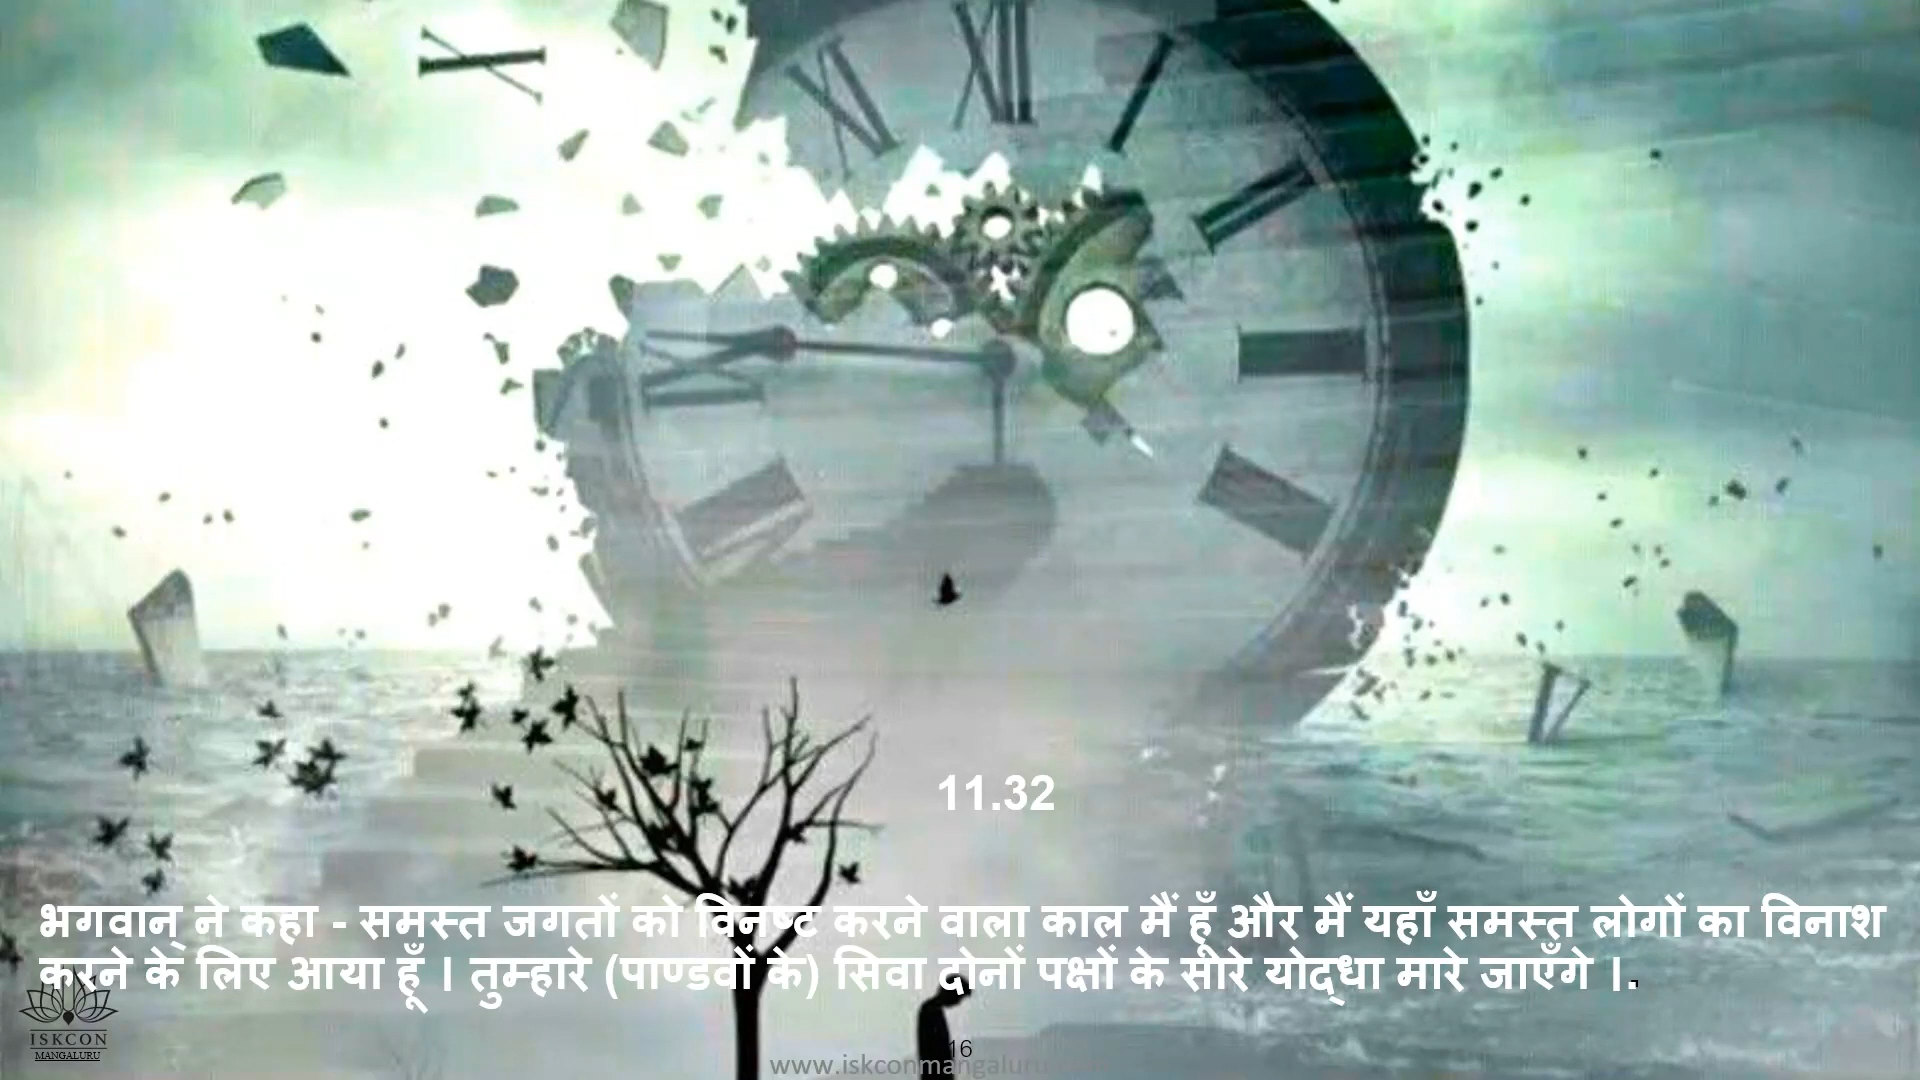 11.32
भगवान् ने कहा - समस्त जगतों को विनष्ट करने वाला काल मैं हूँ और मैं यहाँ समस्त लोगों का विनाश
करने के लिए आया हूँ । तुम्हारे (पाण्डवों के) सिवा दोनों पक्षों के सारे योद्धा मारे जाएँगे ।.
ISKCON
MANGALURU
16
www.iskconmangaluru